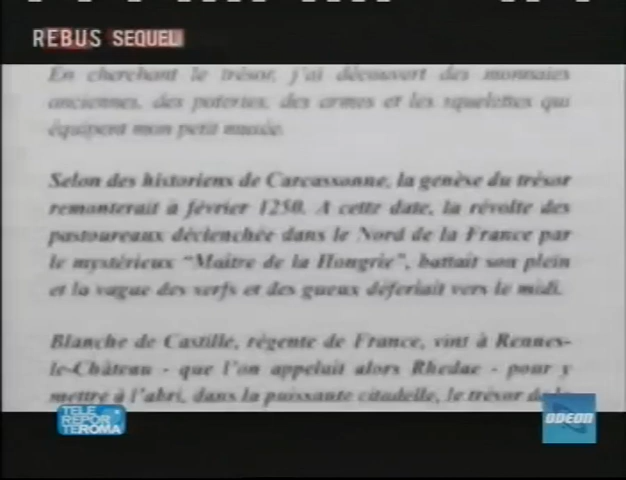 REBUS SEQUEL
En cherchant le trésor, j'ai découvert des monnaies
anciennes, des poteries, des armes et les squelettes qui
équipent mon petit musée.
Selon des historiens de Carcassonne, la genèse du trésor
remonterait à février 1250. A cette date, la révolte des
pastoureaux déclenchée dans le Nord de la France par
le mystérieux "Maître de la Hongrie", battait son plein
et la vague des serfs et des gueux déferlait vers le midi.
Blanche de Castille, régente de France, vint à Rennes-
le-Château - que l'on appelait alors Rhedae - pour y
mettre à l'abri, dans la puissante citadelle, le trésor de la
TELE
REPOR
TEROMA
ODEON